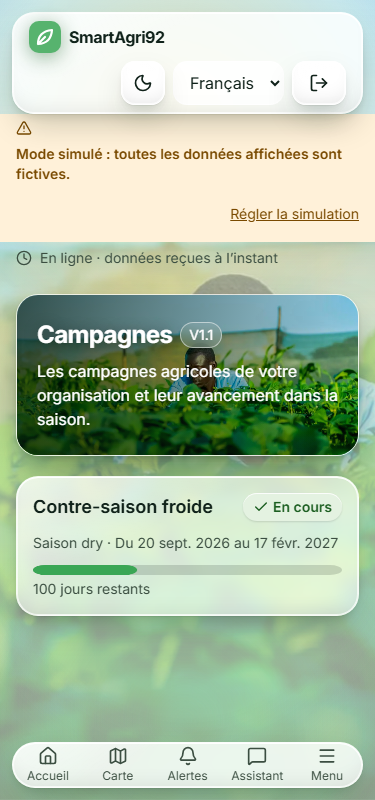 SmartAgri92
Français
Mode simulé : toutes les données affichées sont
fictives.
Régler la simulation
En ligne · données reçues à l’instant
Campagnes V1.1
Les campagnes agricoles de votre
organisation et leur avancement dans la
saison.
Contre-saison froide
En cours
Saison dry · Du 20 sept. 2026 au 17 févr. 2027
100 jours restants
Accueil Carte Alertes Assistant Menu